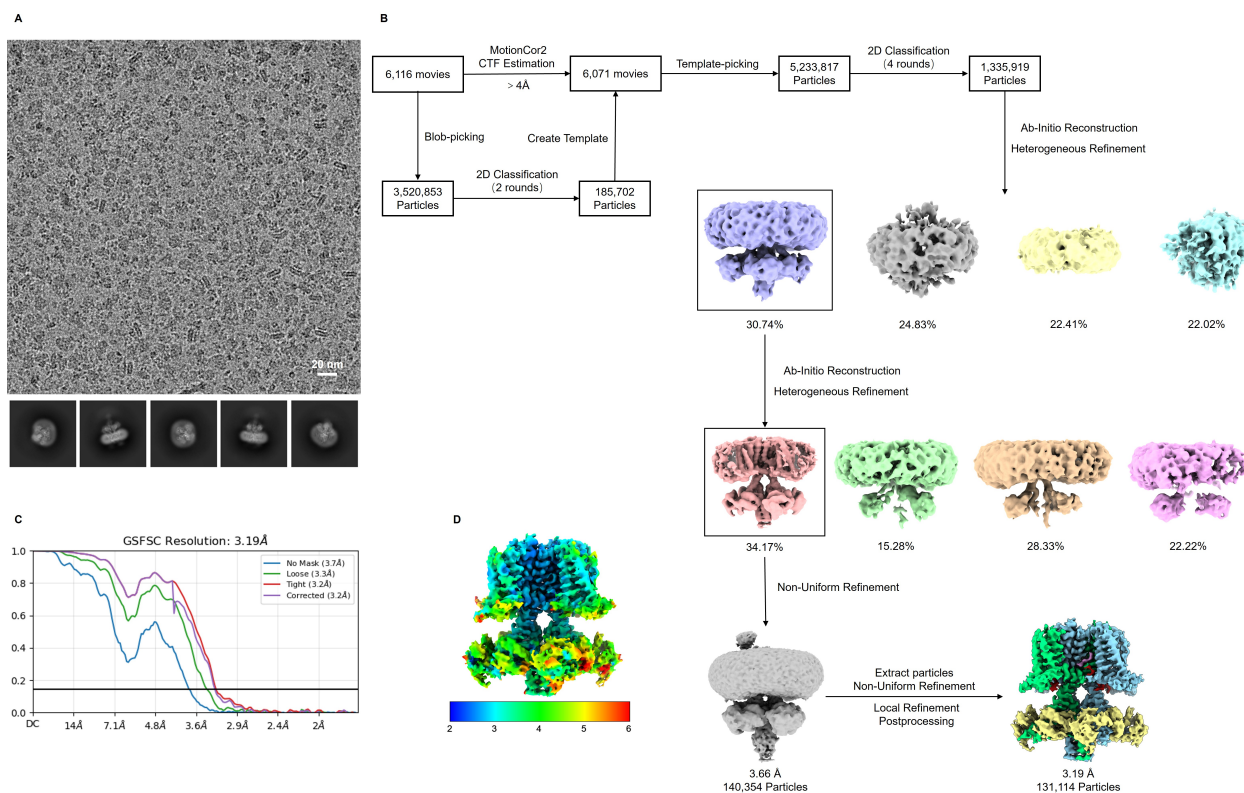 A
20 nm
B
6,116 movies
MotionCor2
CTF Estimation
> 4Å
6,071 movies
Template-picking
5,233,817
Particles
2D Classification
(4 rounds)
1,335,919
Particles
Blob-picking
Create Template
3,520,853
Particles
2D Classification
(2 rounds)
185,702
Particles
Ab-Initio Reconstruction
Heterogeneous Refinement
30.74%
24.83%
22.41%
22.02%
Ab-Initio Reconstruction
Heterogeneous Refinement
34.17%
15.28%
28.33%
22.22%
Non-Uniform Refinement
3.66 Å
140,354 Particles
Extract particles
Non-Uniform Refinement
Local Refinement
Postprocessing
3.19 Å
131,114 Particles
C
GSFSC Resolution: 3.19Å
1.0
0.8
0.6
0.4
0.2
0.0
DC
14Å
7.1Å
4.8Å
3.6Å
2.9Å
2.4Å
2Å
No Mask (3.7Å)
Loose (3.3Å)
Tight (3.2Å)
Corrected (3.2Å)
D
2
3
4
5
6